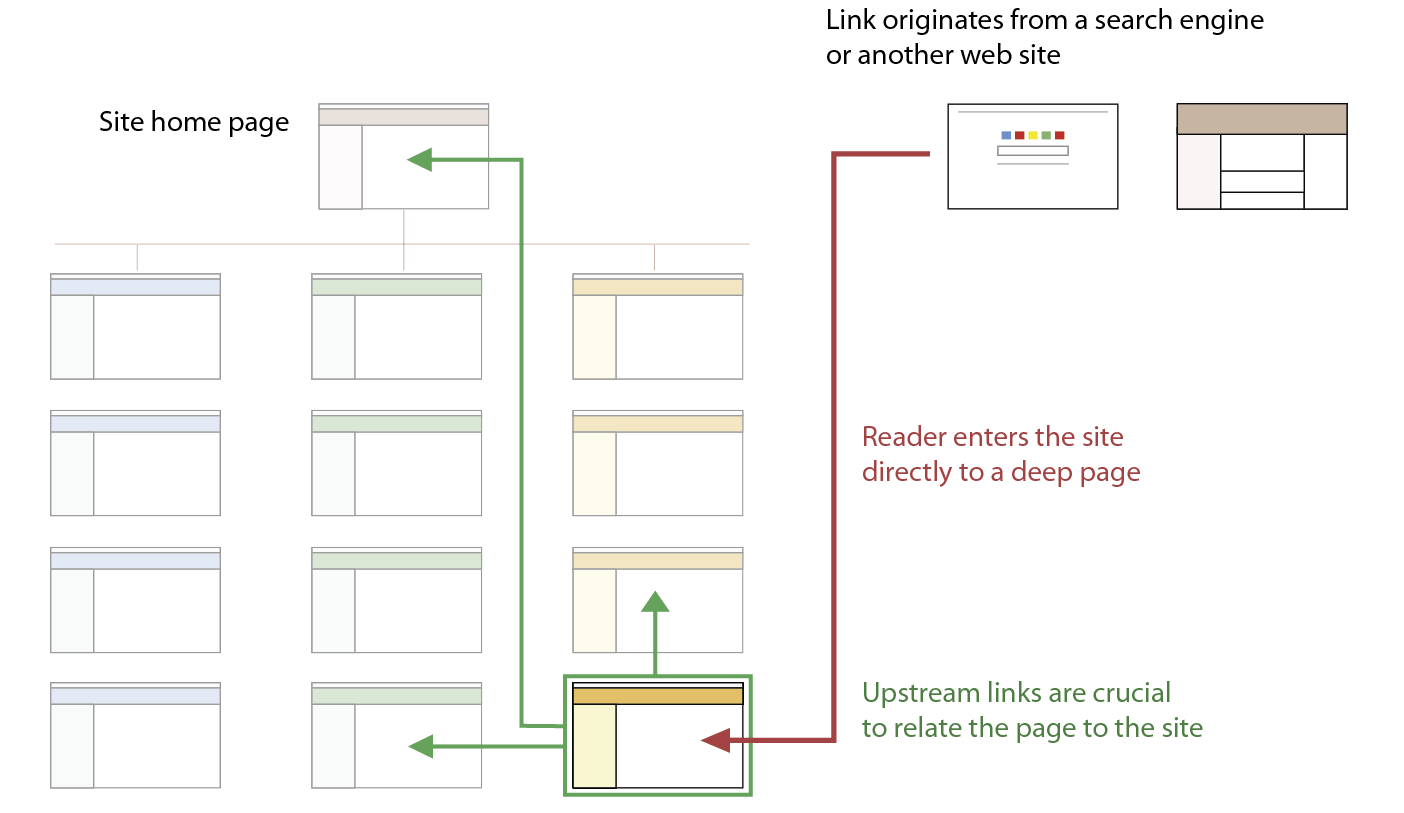 Link originates from a search engine
or another web site
Site home page
Reader enters the site
directly to a deep page
Upstream links are crucial
to relate the page to the site